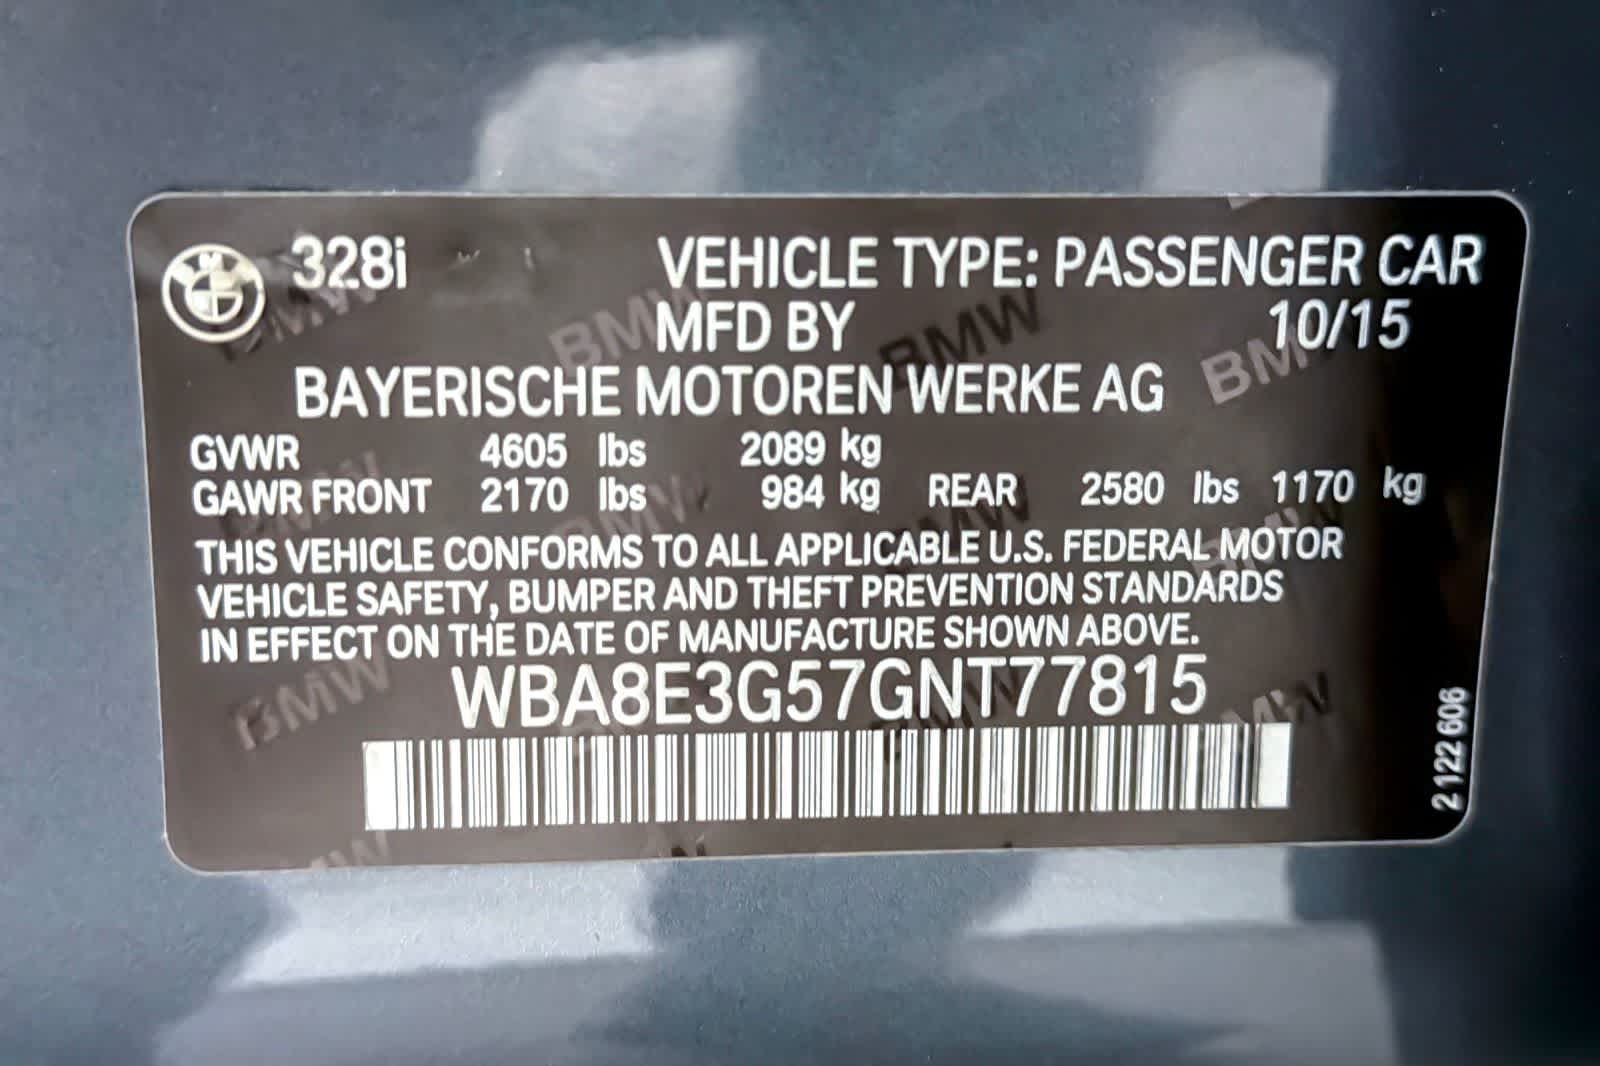 328i VEHICLE TYPE: PASSENGER CAR
MFD BY 10/15
BAYERISCHE MOTOREN WERKE AG
GVWR 4605 lbs 2089 kg
GAWR FRONT 2170 lbs 984 kg REAR 2580 lbs 1170 kg
THIS VEHICLE CONFORMS TO ALL APPLICABLE U.S. FEDERAL MOTOR
VEHICLE SAFETY, BUMPER AND THEFT PREVENTION STANDARDS
IN EFFECT ON THE DATE OF MANUFACTURE SHOWN ABOVE.
WBA8E3G57GNT77815
2 122 606